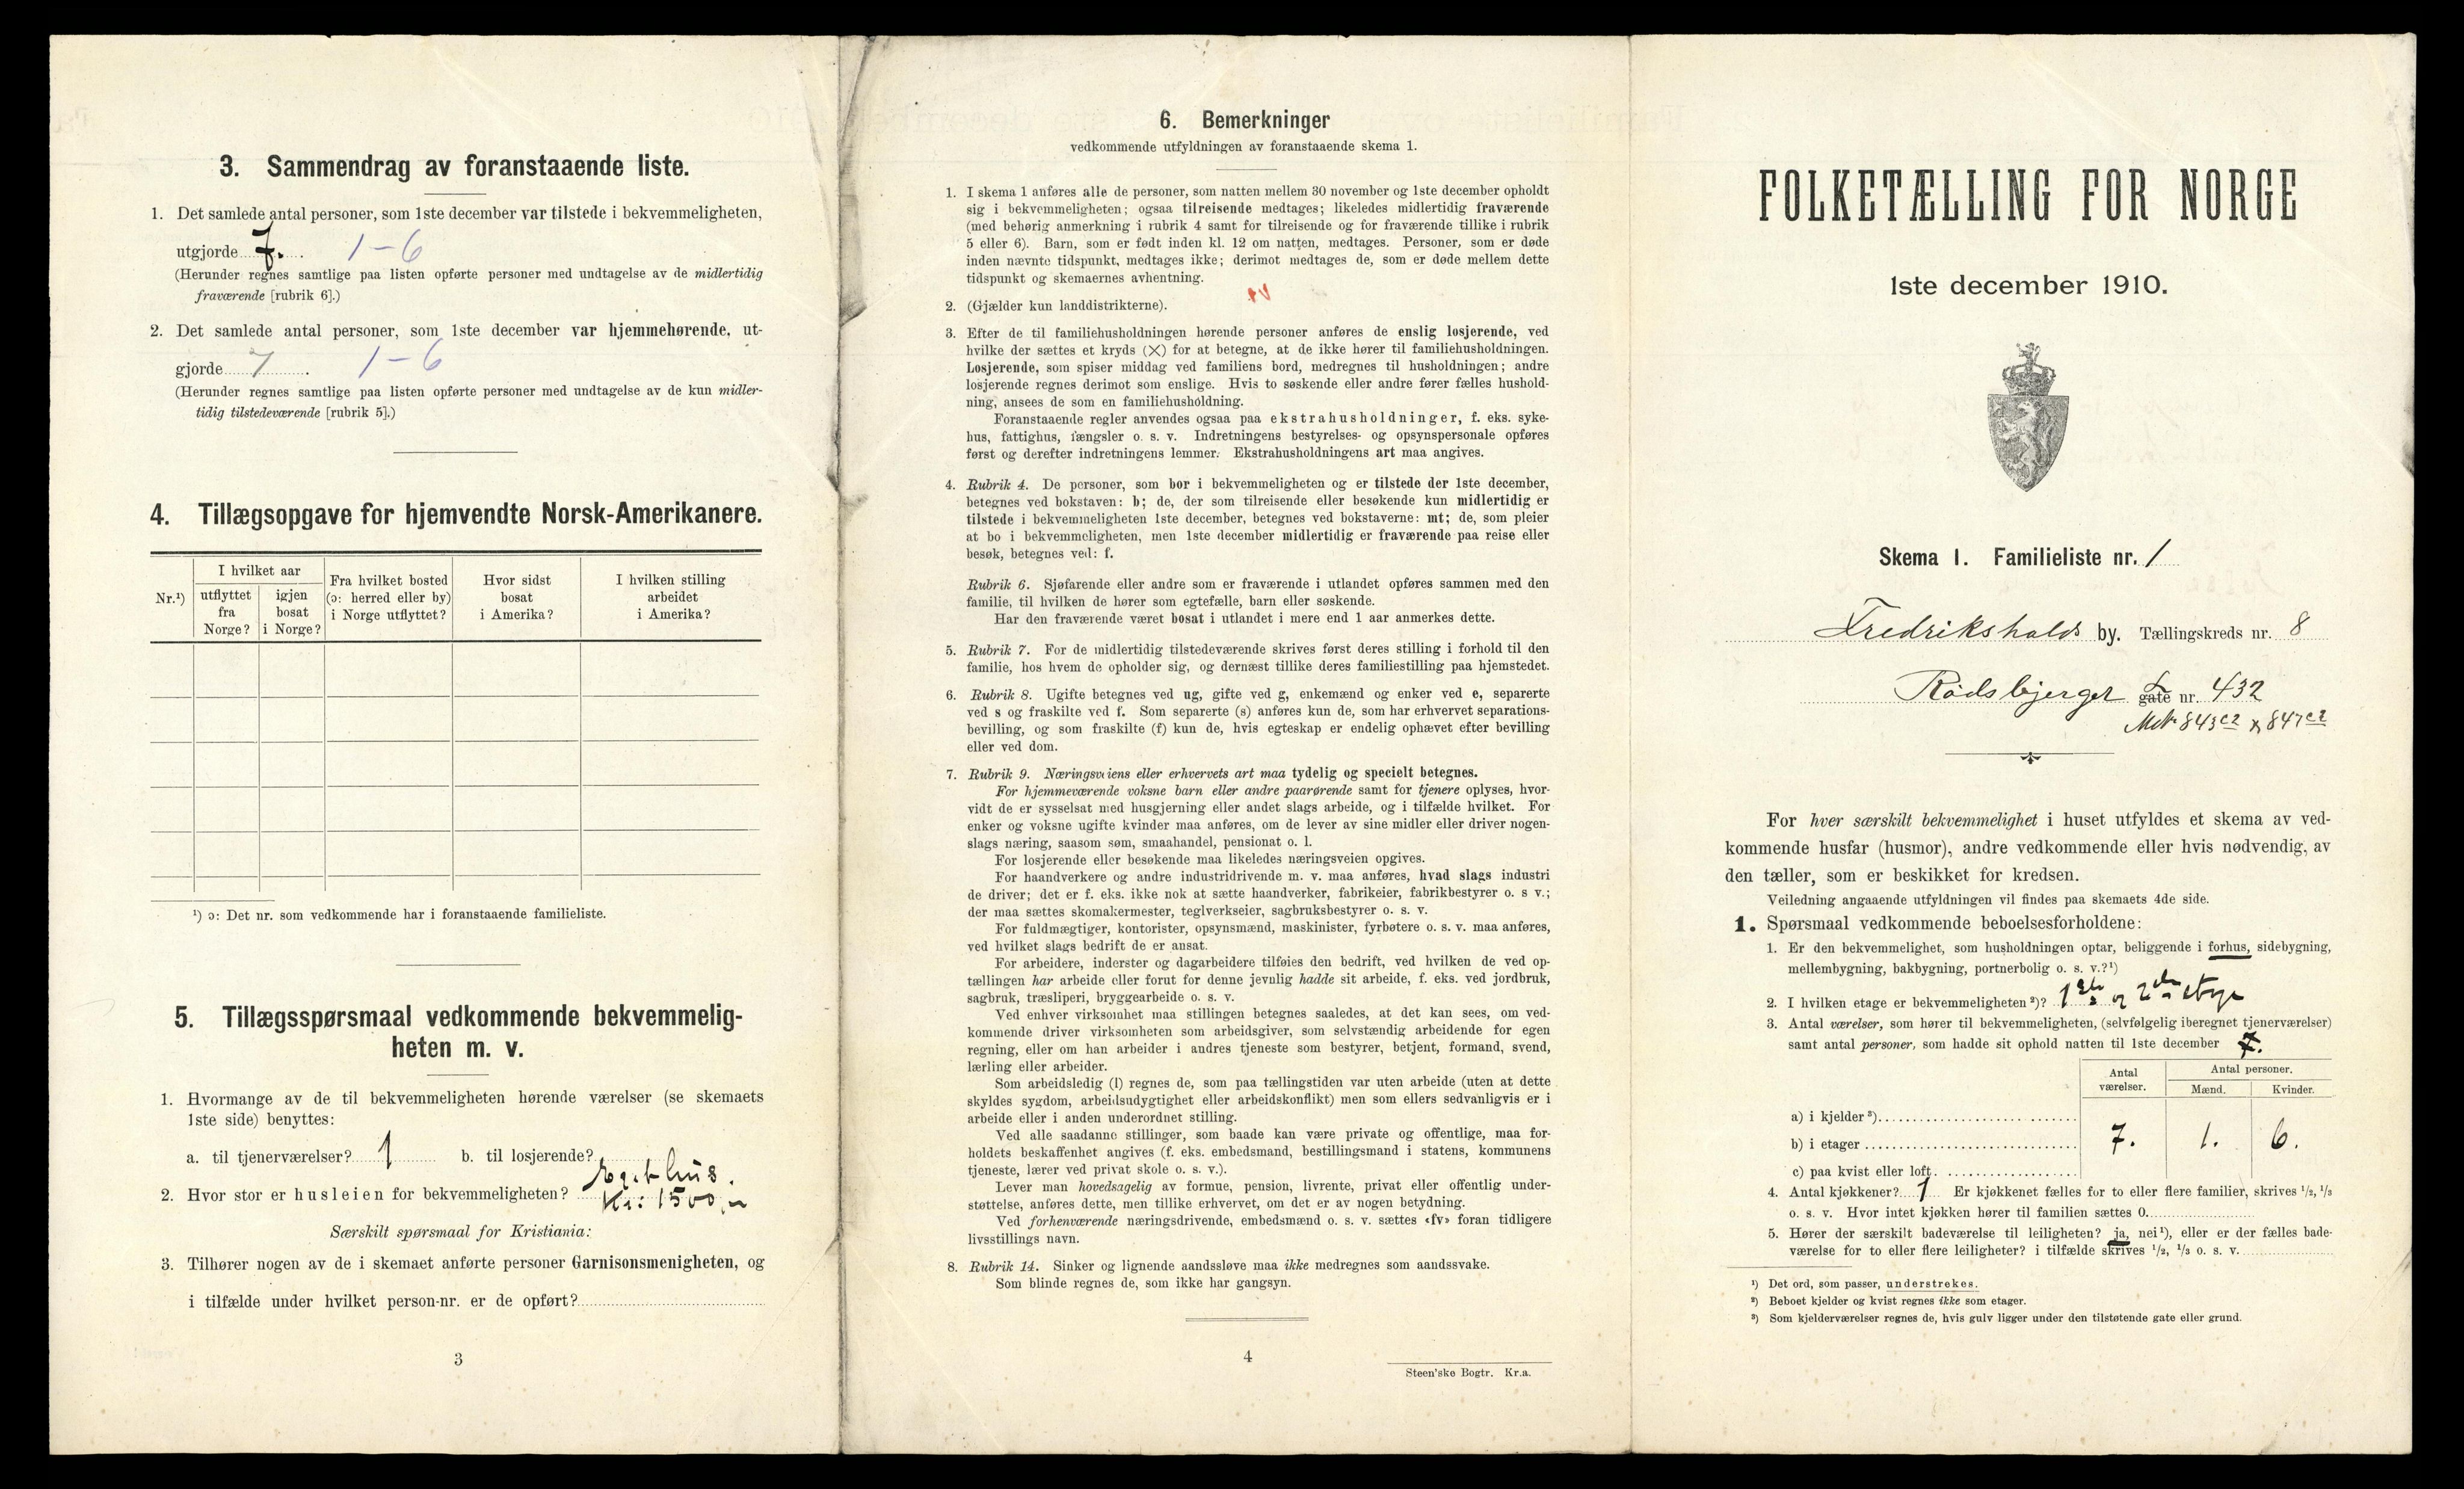 3. Sammendrag av foranstaaende liste.
1. Det samlede antal personer, som 1ste december var tilstede i bekvemmeligheten,
utgjorde 7. 1-6
(Herunder regnes samtlige paa listen opførte personer med undtagelse av de midlertidig
fraværende [rubrik 6].)
2. Det samlede antal personer, som 1ste december var hjemmehørende, ut-
gjorde 7. 1-6
(Herunder regnes samtlige paa listen opførte personer med undtagelse av de kun midler-
tidig tilstedeværende [rubrik 5].)
4. Tillægsopgave for hjemvendte Norsk-Amerikanere.
Nr.¹)
I hvilket aar
utflyttet
fra
Norge?
igjen
bosat
i Norge?
Fra hvilket bosted
(ɔ: herred eller by)
i Norge utflyttet?
Hvor sidst
bosat
i Amerika?
I hvilken stilling
arbeidet
i Amerika?
¹) ɔ: Det nr. som vedkommende har i foranstaaende familieliste.
5. Tillægsspørsmaal vedkommende bekvemmelig-
heten m. v.
1. Hvormange av de til bekvemmeligheten hørende værelser (se skemaets
1ste side) benyttes:
a. til tjenerværelser? 1 b. til losjerende?
Eget hus.
2. Hvor stor er husleien for bekvemmeligheten? Kr: 1500,-
Særskilt spørsmaal for Kristiania:
3. Tilhører nogen av de i skemaet anførte personer Garnisonsmenigheten, og
i tilfælde under hvilket person-nr. er de opført?
3
6. Bemerkninger
vedkommende utfyldningen av foranstaaende skema 1.
1. I skema 1 anføres alle de personer, som natten mellem 30 november og 1ste december opholdt
sig i bekvemmeligheten; ogsaa tilreisende medtages; likeledes midlertidig fraværende
(med behørig anmerkning i rubrik 4 samt for tilreisende og for fraværende tillike i rubrik
5 eller 6). Barn, som er født inden kl. 12 om natten, medtages. Personer, som er døde
inden nævnte tidspunkt, medtages ikke; derimot medtages de, som er døde mellem dette
tidspunkt og skemaernes avhentning.
2. (Gjælder kun landdistrikterne).
3. Efter de til familiehusholdningen hørende personer anføres de enslig losjerende, ved
hvilke der sættes et kryds (×) for at betegne, at de ikke hører til familiehusholdningen.
Losjerende, som spiser middag ved familiens bord, medregnes til husholdningen; andre
losjerende regnes derimot som enslige. Hvis to søskende eller andre fører fælles hushold-
ning, ansees de som en familiehusholdning.
Foranstaaende regler anvendes ogsaa paa ekstrahusholdninger, f. eks. syke-
hus, fattighus, fængsler o. s. v. Indretningens bestyrelses- og opsynspersonale opføres
først og derefter indretningens lemmer. Ekstrahusholdningens art maa angives.
4. Rubrik 4. De personer, som bor i bekvemmeligheten og er tilstede der 1ste december,
betegnes ved bokstaven: b; de, der som tilreisende eller besøkende kun midlertidig er
tilstede i bekvemmeligheten 1ste december, betegnes ved bokstaverne: mt; de, som pleier
at bo i bekvemmeligheten, men 1ste december midlertidig er fraværende paa reise eller
besøk, betegnes ved: f.
Rubrik 6. Sjøfarende eller andre som er fraværende i utlandet opføres sammen med den
familie, til hvilken de hører som egtefælle, barn eller søskende.
Har den fraværende været bosat i utlandet i mere end 1 aar anmerkes dette.
5. Rubrik 7. For de midlertidig tilstedeværende skrives først deres stilling i forhold til den
familie, hos hvem de opholder sig, og dernæst tillike deres familiestilling paa hjemstedet.
6. Rubrik 8. Ugifte betegnes ved ug, gifte ved g, enkemænd og enker ved e, separerte
ved s og fraskilte ved f. Som separerte (s) anføres kun de, som har erhvervet separations-
bevilling, og som fraskilte (f) kun de, hvis egteskap er endelig ophævet efter bevilling
eller ved dom.
7. Rubrik 9. Næringsveiens eller erhvervets art maa tydelig og specielt betegnes.
For hjemmeværende voksne barn eller andre paarørende samt for tjenere oplyses, hvor-
vidt de er sysselsat med husgjerning eller andet slags arbeide, og i tilfælde hvilket. For
enker og voksne ugifte kvinder maa anføres, om de lever av sine midler eller driver nogen-
slags næring, saasom søm, smaahandel, pensionat o. l.
For losjerende eller besøkende maa likeledes næringsveien opgives.
For haandverkere og andre industridrivende m. v. maa anføres, hvad slags industri
de driver; det er f. eks. ikke nok at sætte haandverker, fabrikeier, fabrikbestyrer o. s v.;
der maa sættes skomakermester, teglverkseier, sagbruksbestyrer o. s. v.
For fuldmægtiger, kontorister, opsynsmænd, maskinister, fyrbøtere o. s. v. maa anføres,
ved hvilket slags bedrift de er ansat.
For arbeidere, inderster og dagarbeidere tilføies den bedrift, ved hvilken de ved op-
tællingen har arbeide eller forut for denne jevnlig hadde sit arbeide, f. eks. ved jordbruk,
sagbruk, træsliperi, bryggearbeide o. s. v.
Ved enhver virksomhet maa stillingen betegnes saaledes, at det kan sees, om ved-
kommende driver virksomheten som arbeidsgiver, som selvstændig arbeidende for egen
regning, eller om han arbeider i andres tjeneste som bestyrer, betjent, formand, svend,
lærling eller arbeider.
Som arbeidsledig (l) regnes de, som paa tællingstiden var uten arbeide (uten at dette
skyldes sygdom, arbeidsudygtighet eller arbeidskonflikt) men som ellers sedvanligvis er i
arbeide eller i anden underordnet stilling.
Ved alle saadanne stillinger, som baade kan være private og offentlige, maa for-
holdets beskaffenhet angives (f. eks. embedsmand, bestillingsmand i statens, kommunens
tjeneste, lærer ved privat skole o. s. v.).
Lever man hovedsagelig av formue, pension, livrente, privat eller offentlig under-
støttelse, anføres dette, men tillike erhvervet, om det er av nogen betydning.
Ved forhenværende næringsdrivende, embedsmænd o. s. v. sættes «fv» foran tidligere
livsstillings navn.
8. Rubrik 14. Sinker og lignende aandssløve maa ikke medregnes som aandssvake.
Som blinde regnes de, som ikke har gangsyn.
4
Steen'ske Bogtr. Kr.a.
FOLKETÆLLING FOR NORGE
1ste december 1910.
Skema 1. Familieliste nr. 1
Fredrikshalds by. Tællingskreds nr. 8
Rødsbjerget gate nr. 432
Mtk 843c2 & 847c2
For hver særskilt bekvemmelighet i huset utfyldes et skema av ved-
kommende husfar (husmor), andre vedkommende eller hvis nødvendig, av
den tæller, som er beskikket for kredsen.
Veiledning angaaende utfyldningen vil findes paa skemaets 4de side.
1. Spørsmaal vedkommende beboelsesforholdene:
1. Er den bekvemmelighet, som husholdningen optar, beliggende i forhus, sidebygning,
mellembygning, bakbygning, portnerbolig o. s. v.?¹)
2. I hvilken etage er bekvemmeligheten²)? 1ste og 2den etage
3. Antal værelser, som hører til bekvemmeligheten, (selvfølgelig iberegnet tjenerværelser)
samt antal personer, som hadde sit ophold natten til 1ste december 7.
Antal
værelser.
Antal personer.
Mænd. Kvinder.
a) i kjelder³)
b) i etager 7. 1. 6.
c) paa kvist eller loft
4. Antal kjøkkener? 1 Er kjøkkenet fælles for to eller flere familier, skrives ¹/₂, ¹/₃
o. s. v. Hvor intet kjøkken hører til familien sættes 0.
5. Hører der særskilt badeværelse til leiligheten? ja, nei¹), eller er der fælles bade-
værelse for to eller flere leiligheter? i tilfælde skrives ¹/₂, ¹/₃ o. s. v.
¹) Det ord, som passer, understrekes.
²) Beboet kjelder og kvist regnes ikke som etager.
³) Som kjelderværelser regnes de, hvis gulv ligger under den tilstøtende gate eller grund.